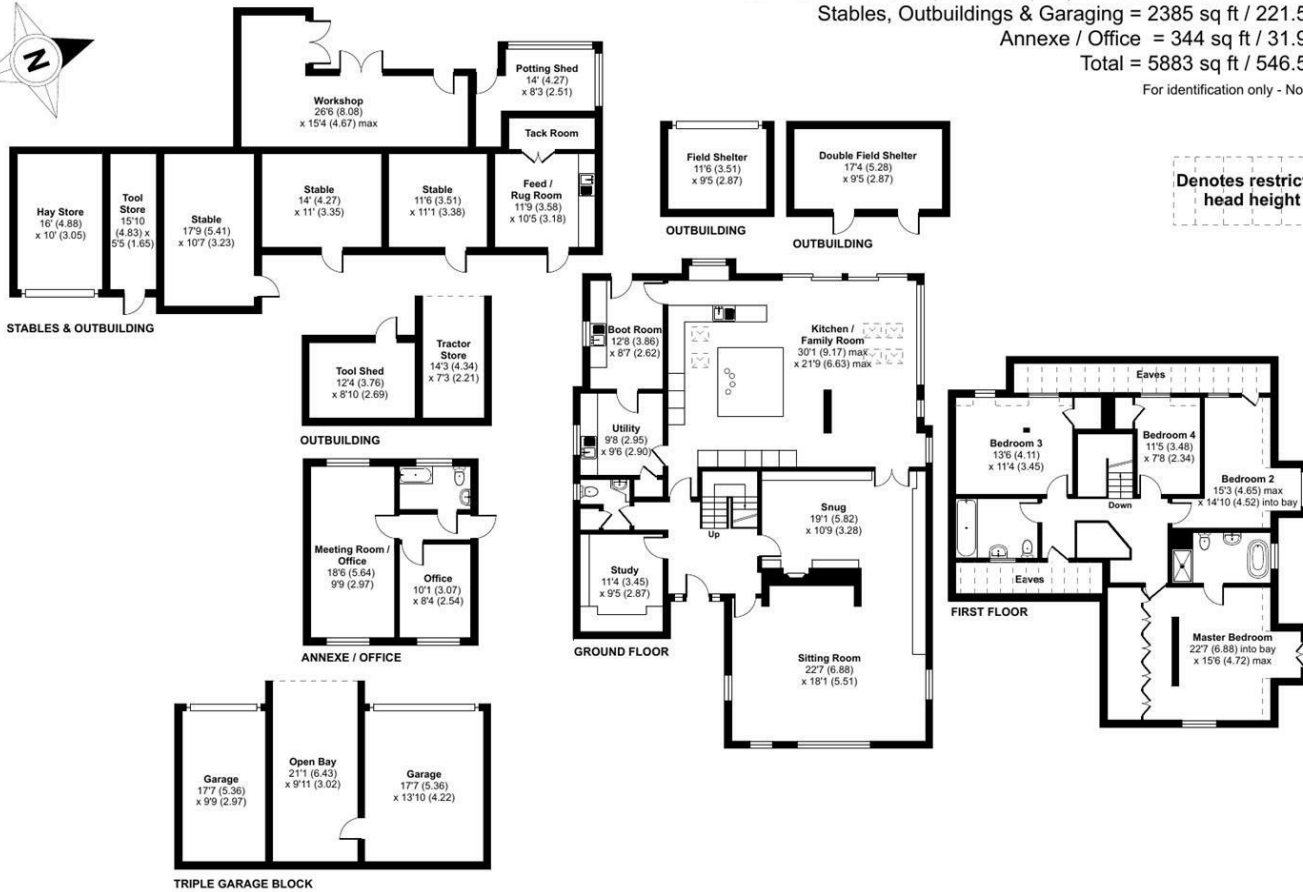 Stables, Outbuildings & Garaging = 2385 sq ft / 221.5
Annexe / Office = 344 sq ft / 31.9
Total = 5883 sq ft / 546.5
For identification only - No
N
Potting Shed
14' (4.27)
x 8'3 (2.51)
Workshop
26'6 (8.08)
x 15'4 (4.67) max
Tack Room
Hay Store
16' (4.88)
x 10' (3.05)
Tool
Store
15'10
(4.83) x
5'5 (1.65)
Stable
17'9 (5.41)
x 10'7 (3.23)
Stable
14' (4.27)
x 11' (3.35)
Stable
11'6 (3.51)
x 11'1 (3.38)
Feed /
Rug Room
11'9 (3.58)
x 10'5 (3.18)
STABLES & OUTBUILDING
Field Shelter
11'6 (3.51)
x 9'5 (2.87)
OUTBUILDING
Double Field Shelter
17'4 (5.28)
x 9'5 (2.87)
OUTBUILDING
Denotes restrict
head height
Tool Shed
12'4 (3.76)
x 8'10 (2.69)
Tractor
Store
14'3 (4.34)
x 7'3 (2.21)
OUTBUILDING
Meeting Room /
Office
18'6 (5.64)
9'9 (2.97)
Office
10'1 (3.07)
x 8'4 (2.54)
ANNEXE / OFFICE
Boot Room
12'8 (3.86)
x 8'7 (2.62)
Kitchen /
Family Room
30'1 (9.17) max
x 21'9 (6.63) max
Utility
9'8 (2.95)
x 9'6 (2.90)
Up
Snug
19'1 (5.82)
x 10'9 (3.28)
Study
11'4 (3.45)
x 9'5 (2.87)
Sitting Room
22'7 (6.88)
x 18'1 (5.51)
GROUND FLOOR
Eaves
Bedroom 3
13'6 (4.11)
x 11'4 (3.45)
Bedroom 4
11'5 (3.48)
x 7'8 (2.34)
Bedroom 2
15'3 (4.65) max
x 14'10 (4.52) into bay
Down
Eaves
Master Bedroom
22'7 (6.88) into bay
x 15'6 (4.72) max
FIRST FLOOR
Garage
17'7 (5.36)
x 9'9 (2.97)
Open Bay
21'1 (6.43)
x 9'11 (3.02)
Garage
17'7 (5.36)
x 13'10 (4.22)
TRIPLE GARAGE BLOCK